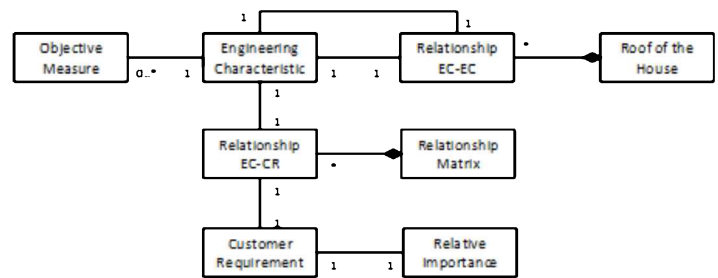 1 1
Objective
Measure
0..* 1
Engineering
Characteristic
1 1
Relationship
EC-EC
*
Roof of the
House
1
1
Relationship
EC-CR
*
Relationship
Matrix
1
1
Customer
Requirement
1 1
Relative
Importance